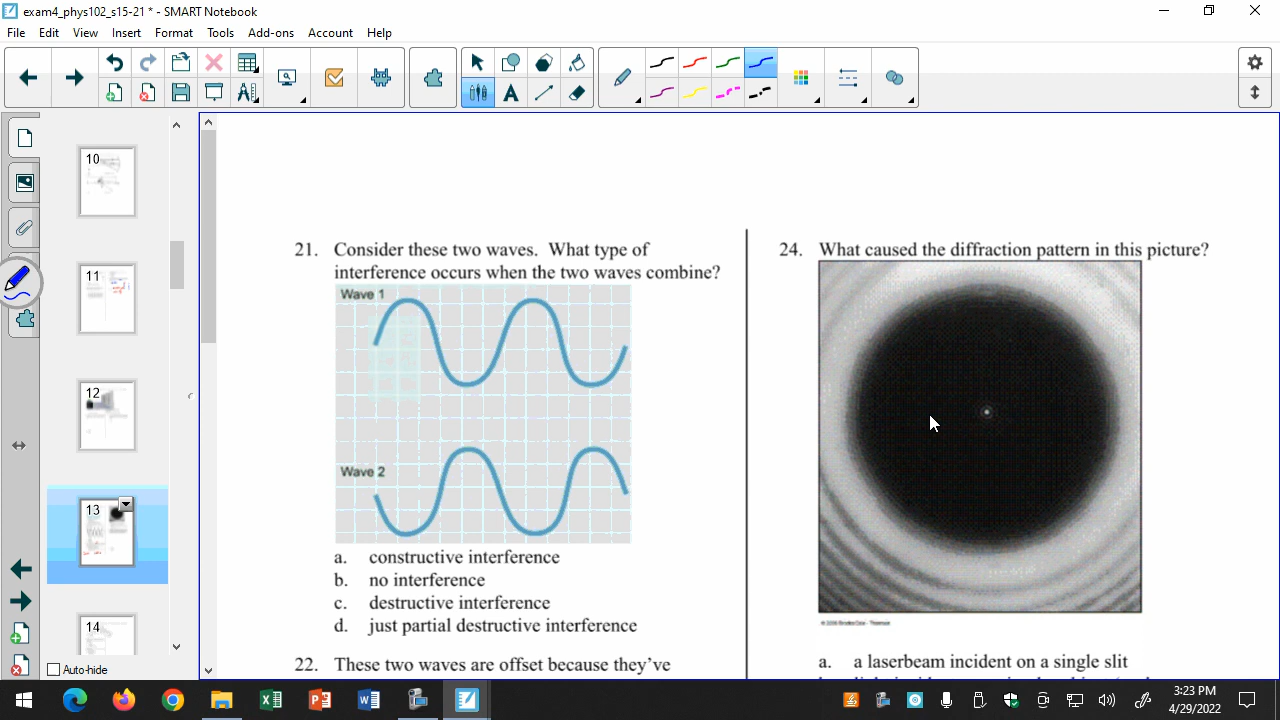 exam4_phys102_s15-21 * - SMART Notebook
File Edit View Insert Format Tools Add-ons Account Help
10
11
12
13
14
Auto-hide
21. Consider these two waves. What type of
interference occurs when the two waves combine?
Wave 1
Wave 2
a. constructive interference
b. no interference
c. destructive interference
d. just partial destructive interference
22. These two waves are offset because they've
24. What caused the diffraction pattern in this picture?
a. a laserbeam incident on a single slit
3:23 PM
4/29/2022